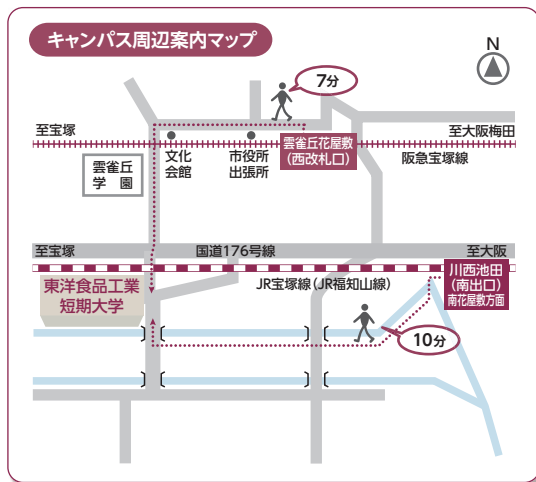 キャンパス周辺案内マップ
N
7分
至宝塚
至大阪梅田
文化
会館
市役所
出張所
雲雀丘花屋敷
(西改札口)
阪急宝塚線
雲雀丘
学 園
至宝塚
国道176号線
至大阪
東洋食品工業
短期大学
JR宝塚線(JR福知山線)
川西池田
(南出口)
南花屋敷方面
10分